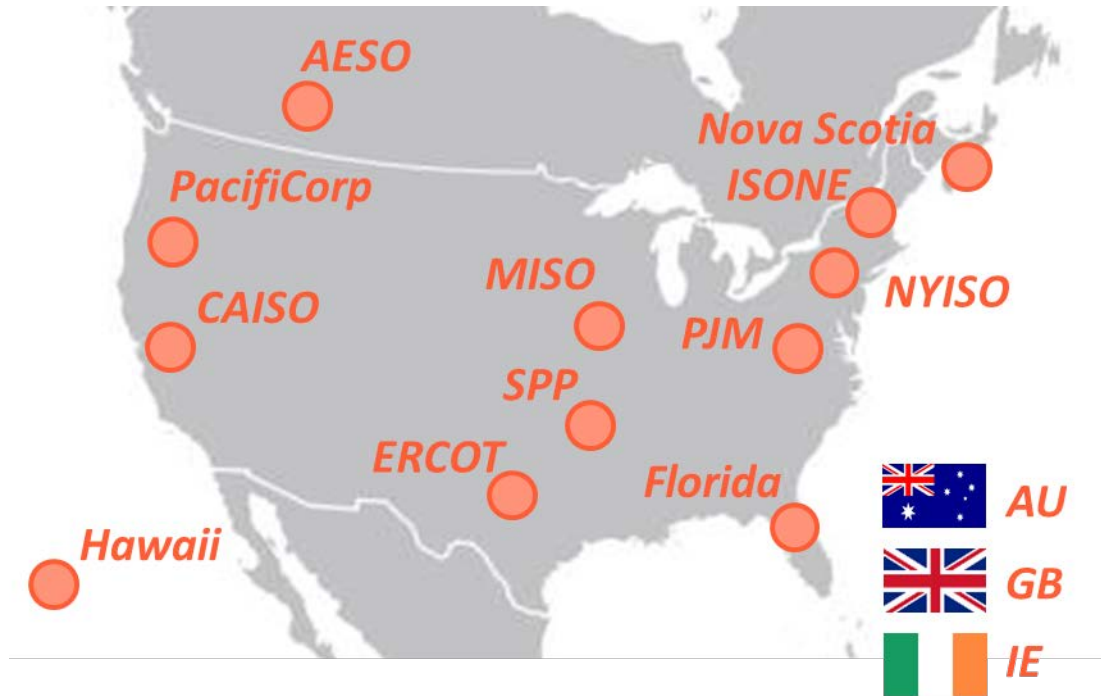 AESO
Nova Scotia
PacifiCorp
ISONE
MISO
NYISO
CAISO
PJM
SPP
ERCOT
Florida
AU
Hawaii
GB
IE